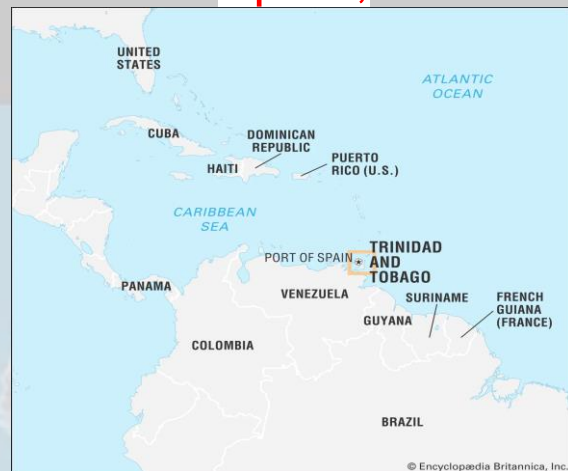 UNITED
STATES
ATLANTIC
OCEAN
CUBA
DOMINICAN
REPUBLIC
HAITI
PUERTO
RICO (U.S.)
CARIBBEAN
SEA
PORT OF SPAIN
TRINIDAD
AND
TOBAGO
PANAMA
VENEZUELA
SURINAME
FRENCH
GUIANA
(FRANCE)
GUYANA
COLOMBIA
BRAZIL
© Encyclopædia Britannica, Inc.